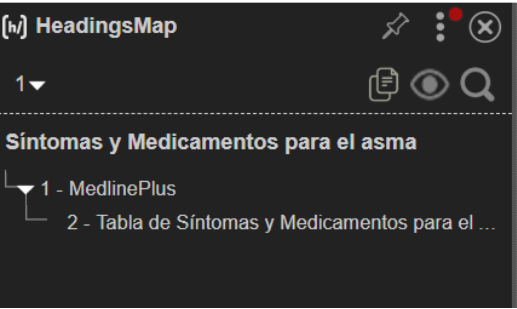 [h/] HeadingsMap
1
Síntomas y Medicamentos para el asma
1 - MedlinePlus
2 - Tabla de Síntomas y Medicamentos para el ...